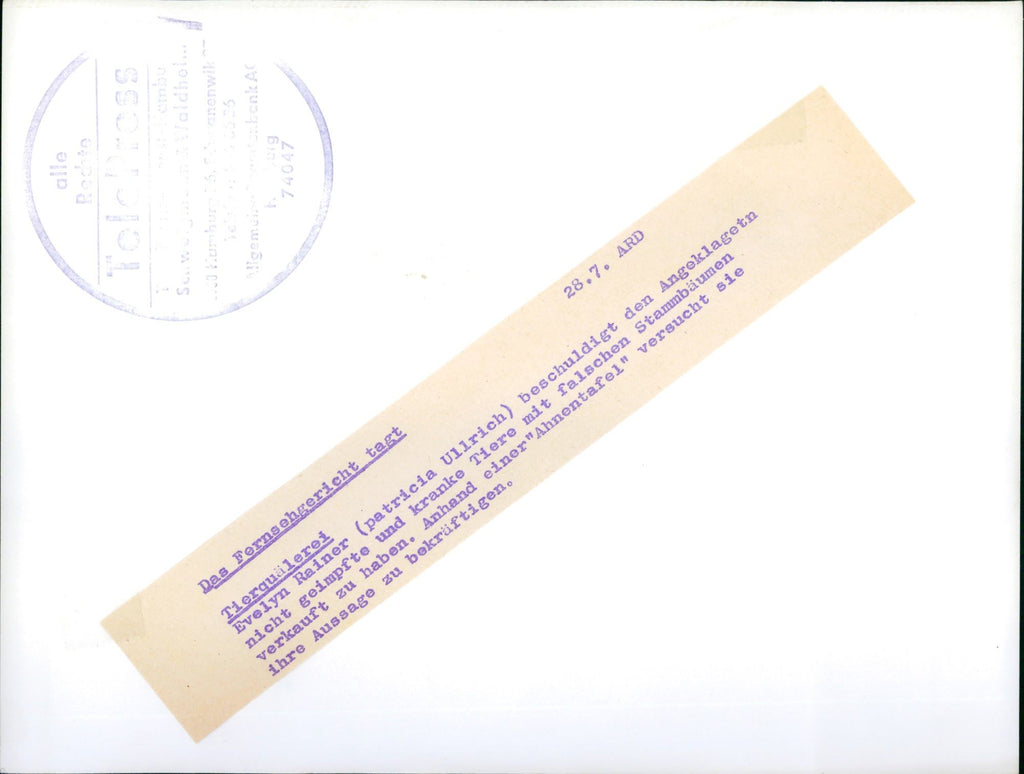 alle
Rechte
TelePress
Hamburg
74047
28.7. ARD
Das Fernsehgericht tagt
Tierquälerei
Evelyn Rainer (patricia Ullrich) beschuldigt den Angeklagetn
nicht geimpfte und kranke Tiere mit falschen Stammbäumen
verkauft zu haben. Anhand einer"Ahnentafel" versucht sie
ihre Aussage zu bekräftigen.